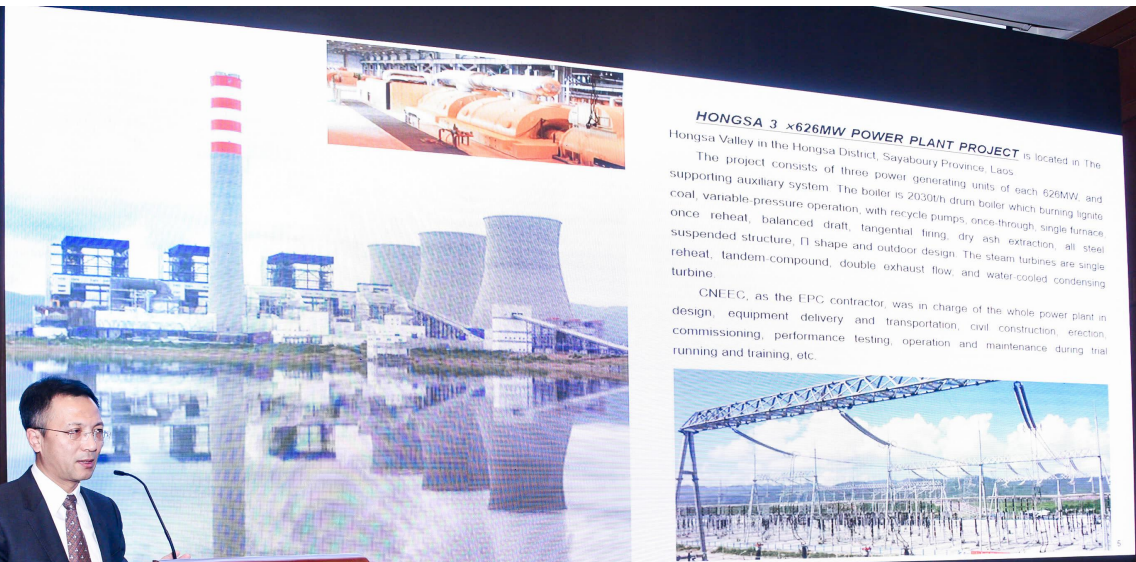 HONGSA 3 ×626MW POWER PLANT PROJECT is located in The
Hongsa Valley in the Hongsa District, Sayaboury Province, Laos.
The project consists of three power generating units of each 626MW, and
supporting auxiliary system. The boiler is 2030t/h drum boiler which burning lignite
coal, variable-pressure operation, with recycle pumps, once-through, single furnace,
once reheat, balanced draft, tangential firing, dry ash extraction, all steel
suspended structure, Π shape and outdoor design. The steam turbines are single
reheat, tandem-compound, double exhaust flow, and water-cooled condensing
turbine.
CNEEC, as the EPC contractor, was in charge of the whole power plant in
design, equipment delivery and transportation, civil construction, erection,
commissioning, performance testing, operation and maintenance during trial
running and training, etc.
5